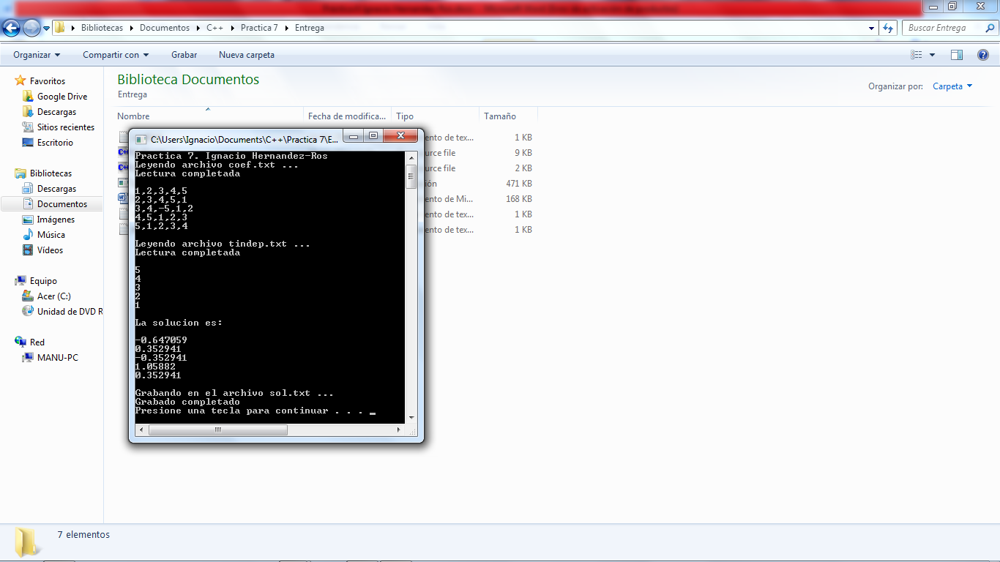 Bibliotecas Documentos C++ Practica 7 Entrega
Buscar Entrega
Organizar Compartir con Grabar Nueva carpeta
Favoritos
Google Drive
Descargas
Sitios recientes
Escritorio
Bibliotecas
Descargas
Documentos
Imágenes
Música
Vídeos
Equipo
Acer (C:)
Unidad de DVD R
Red
MANU-PC
Biblioteca Documentos
Entrega
Organizar por: Carpeta
Nombre Fecha de modifica... Tipo Tamaño
ento de tex... 1 KB
urce file 9 KB
urce file 2 KB
ión 471 KB
ento de Mi... 168 KB
ento de tex... 1 KB
ento de tex... 1 KB
C:\Users\Ignacio\Documents\C++\Practica 7\E...
Practica 7. Ignacio Hernandez-Ros
Leyendo archivo coef.txt ...
Lectura completada
1,2,3,4,5
2,3,4,5,1
3,4,-5,1,2
4,5,1,2,3
5,1,2,3,4
Leyendo archivo tindep.txt ...
Lectura completada
5
4
3
2
1
La solucion es:
-0.647059
0.352941
-0.352941
1.05882
0.352941
Grabando en el archivo sol.txt ...
Grabado completado
Presione una tecla para continuar . . . _
7 elementos